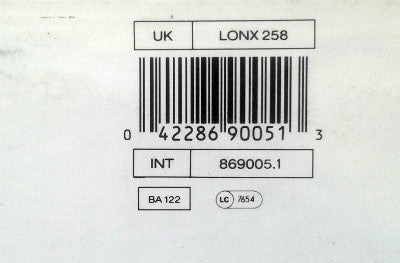 UK LONX 258
0 42286 90051 3
INT 869005.1
BA 122 LC 7654